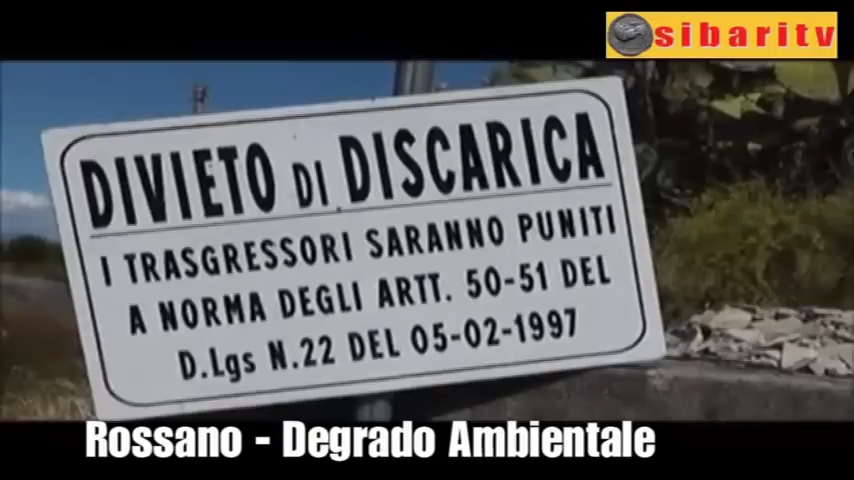 sibaritv
DIVIETO DI DISCARICA
I TRASGRESSORI SARANNO PUNITI
A NORMA DEGLI ARTT. 50-51 DEL
D.Lgs N.22 DEL 05-02-1997
Rossano - Degrado Ambientale